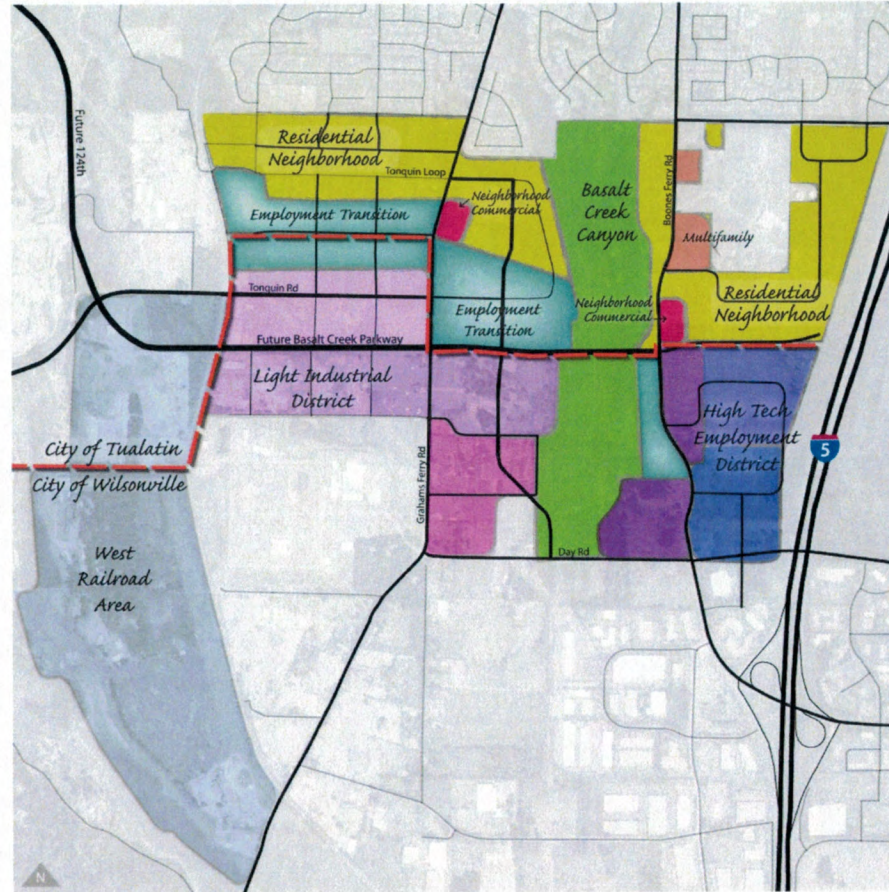 Future 124th
Residential
Neighborhood
Tonquin Loop
Neighborhood
Commercial
Employment Transition
Basalt
Creek
Canyon
Boones Ferry Rd
Multifamily
Tonquin Rd
Employment
Transition
Neighborhood
Commercial
Residential
Neighborhood
Future Basalt Creek Parkway
Light Industrial
District
High Tech
Employment
District
5
City of Tualatin
City of Wilsonville
Grahams Ferry Rd
West
Railroad
Area
Day Rd
N